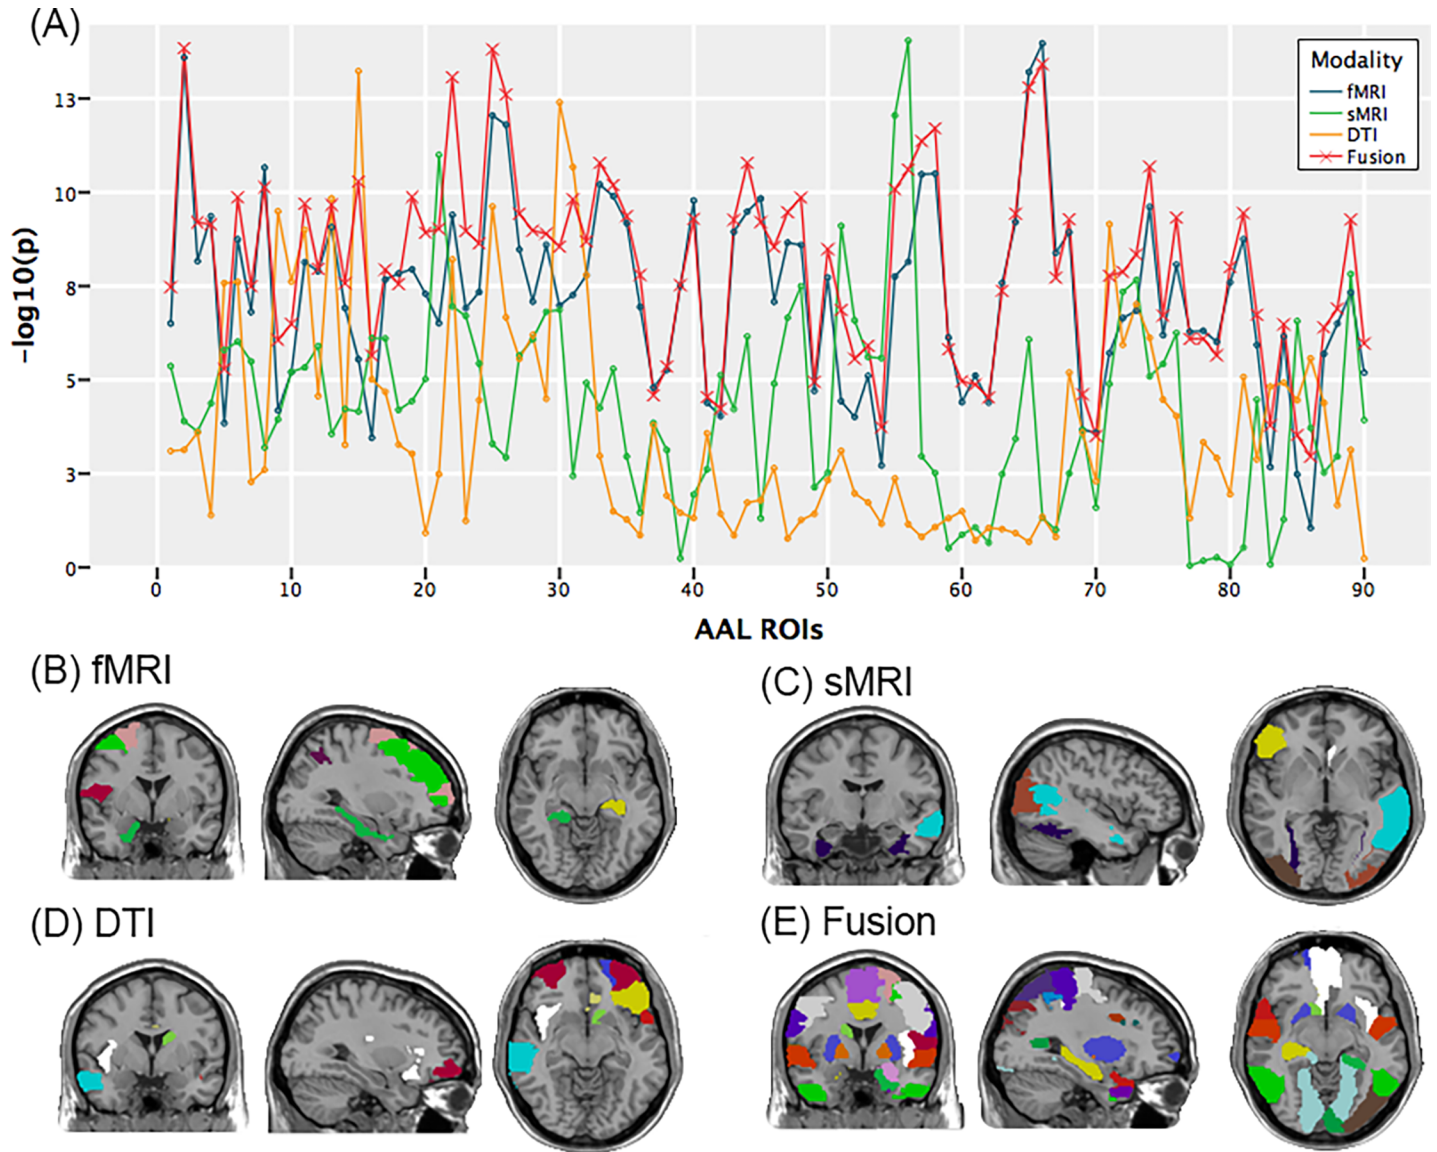 (A)
Modality
fMRI
sMRI
DTI
Fusion
-log10(p)
13
10
8
5
3
0
0 10 20 30 40 50 60 70 80 90
AAL ROIs
(B) fMRI
(C) sMRI
(D) DTI
(E) Fusion